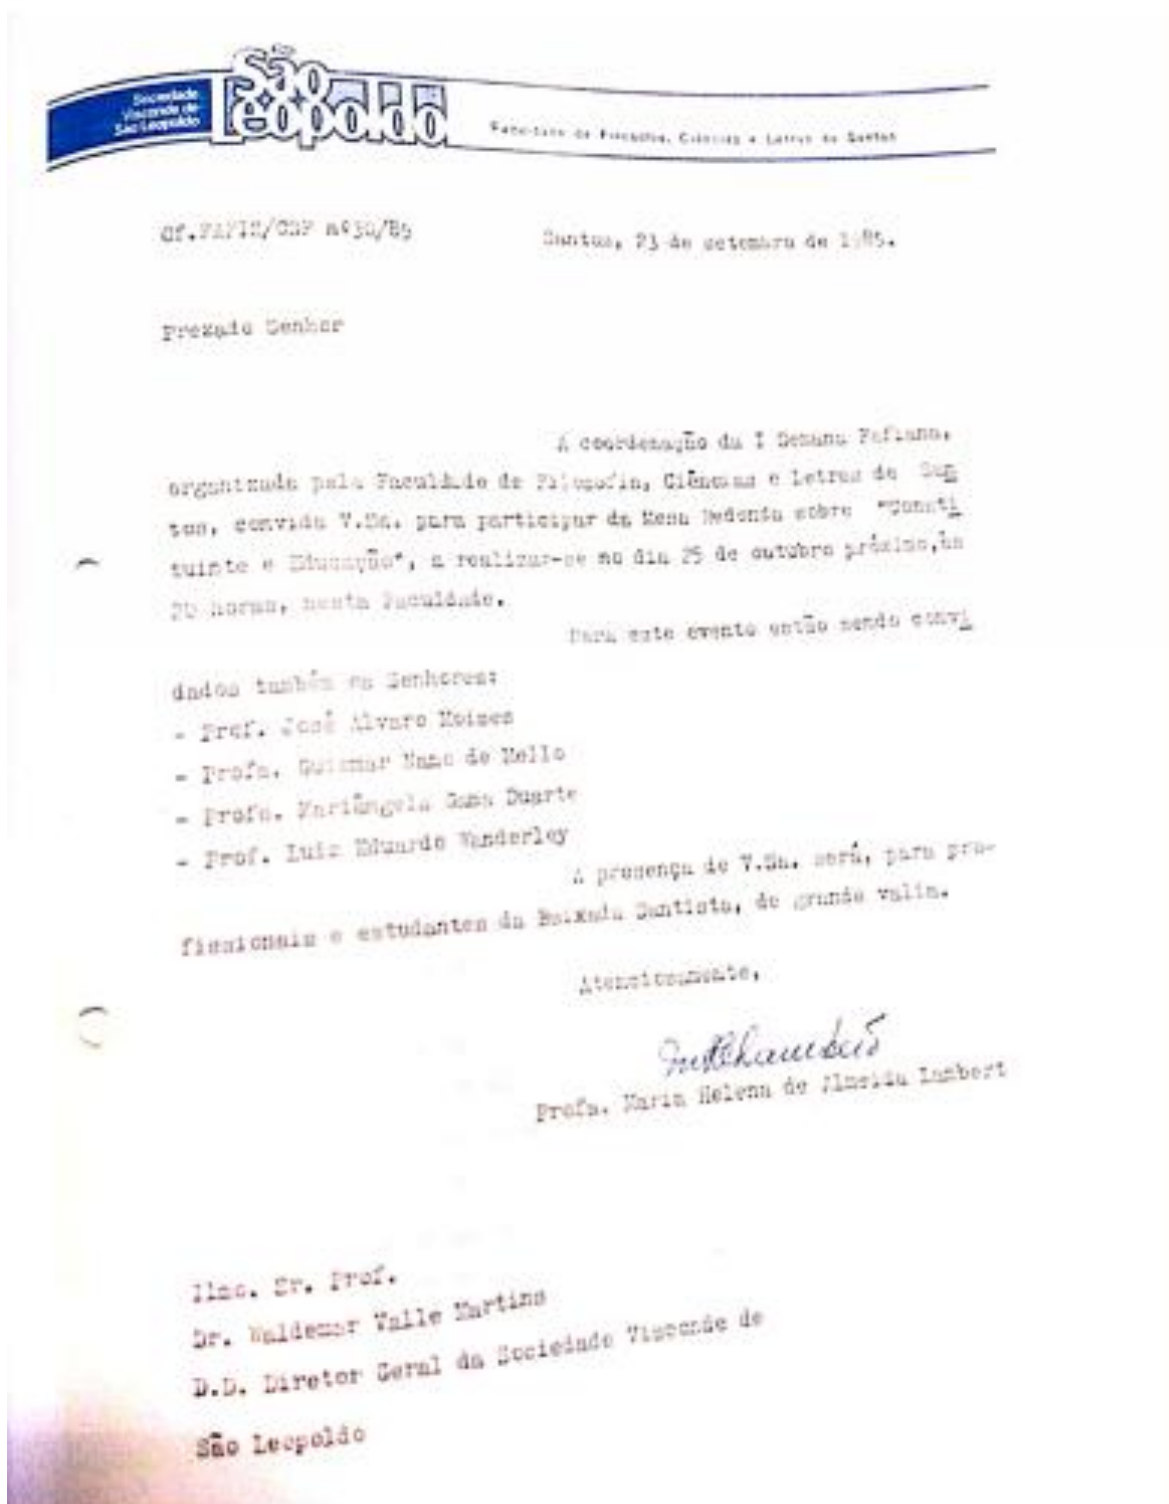 São
Leopoldo
Sociedade
Visconde de
São Leopoldo
Faculdade de Filosofia, Ciências e Letras de Santos
Santos, 23 de setembro de 1985.
Prezado Senhor
A coordenação da I Semana Fafiana,
organizada pela Faculdade de Filosofia, Ciências e Letras de San
tos, convida V.Sa. para participar da Mesa Redonda sobre "Consti
tuinte e Educação", a realizar-se no dia 25 de outubro próximo, às
20 horas, nesta Faculdade.
Para este evento estão sendo convi
dados também os Senhores:
- Prof. José Alvaro Moises
- Profa. Guiomar Namo de Mello
- Profa. Mariângela Gama Duarte
- Prof. Luiz Eduardo Wanderley
A presença de V.Sa. será, para pro-
fissionais e estudantes da Baixada Santista, de grande valia.
Atenciosamente,
Profa. Maria Helena de Almeida Lambert
Ilmo. Sr. Prof.
Dr. Waldemar Valle Martins
D.D. Diretor Geral da Sociedade Visconde de
São Leopoldo